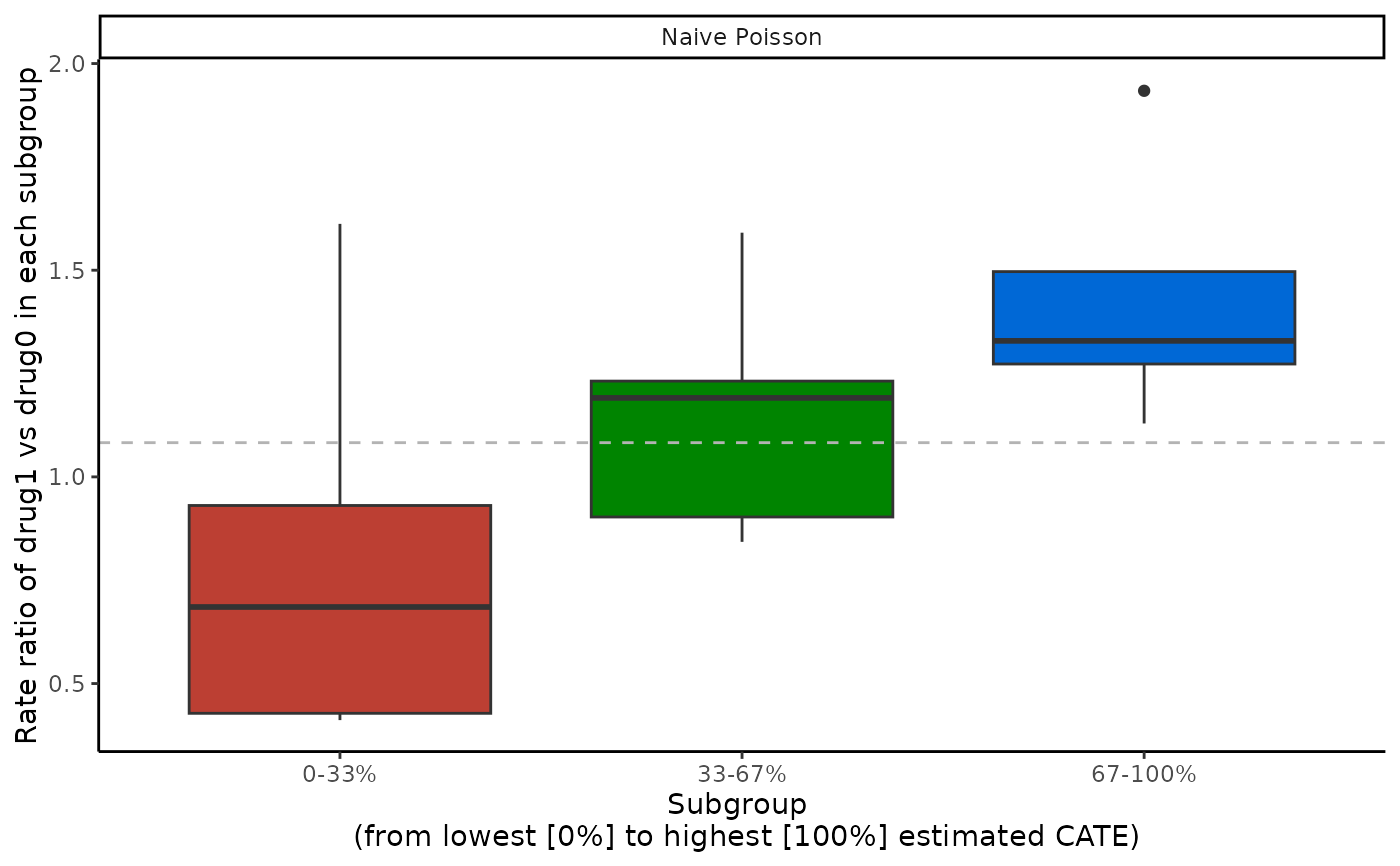 Naive Poisson
Rate ratio of drug1 vs drug0 in each subgroup
2.0
1.5
1.0
0.5
0-33%
33-67%
67-100%
Subgroup
(from lowest [0%] to highest [100%] estimated CATE)